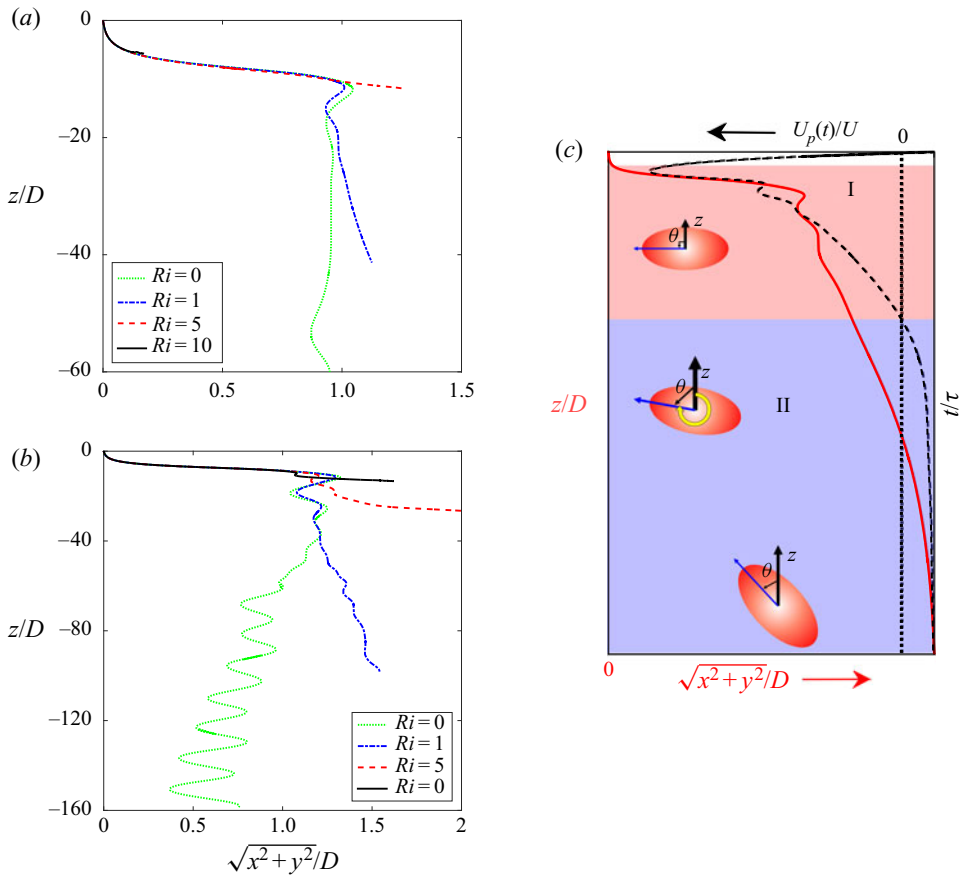 (a)
0
−20
z/D
−40
−60
0
0.5
1.0
1.5
Ri = 0
Ri = 1
Ri = 5
Ri = 10
(b)
0
−40
z/D
−80
−120
−160
0
0.5
1.0
1.5
2
√x² + y²/D
Ri = 0
Ri = 1
Ri = 5
Ri = 0
(c)
U_p(t)/U
0
I
z
θ
z/D
II
z
θ
t/τ
z
θ
0
√x² + y²/D